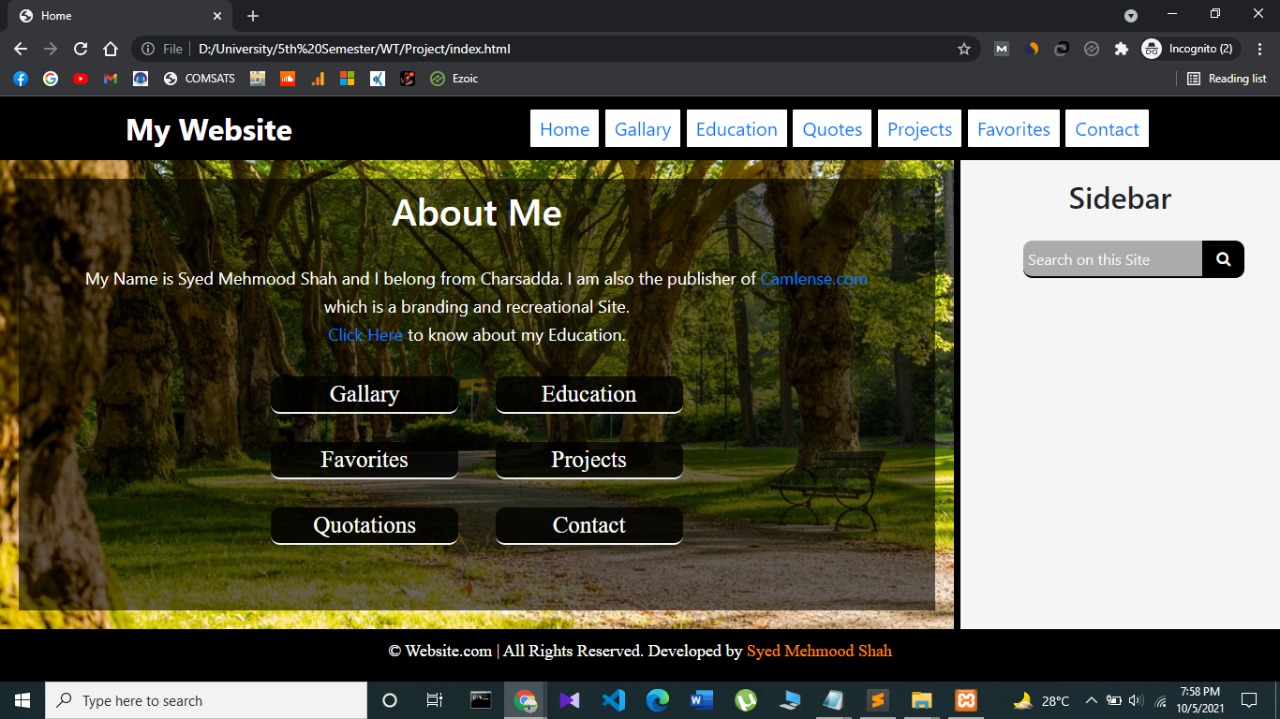 Home
File
D:/University/5th%20Semester/WT/Project/index.html
Incognito (2)
COMSATS
Ezoic
Reading list
My Website
Home Gallary Education Quotes Projects Favorites Contact
About Me
My Name is Syed Mehmood Shah and I belong from Charsadda. I am also the publisher of Camlense.com
which is a branding and recreational Site.
Click Here to know about my Education.
Gallary Education
Favorites Projects
Quotations Contact
Sidebar
Search on this Site
© Website.com | All Rights Reserved. Developed by Syed Mehmood Shah
Type here to search
28°C
7:58 PM
10/5/2021